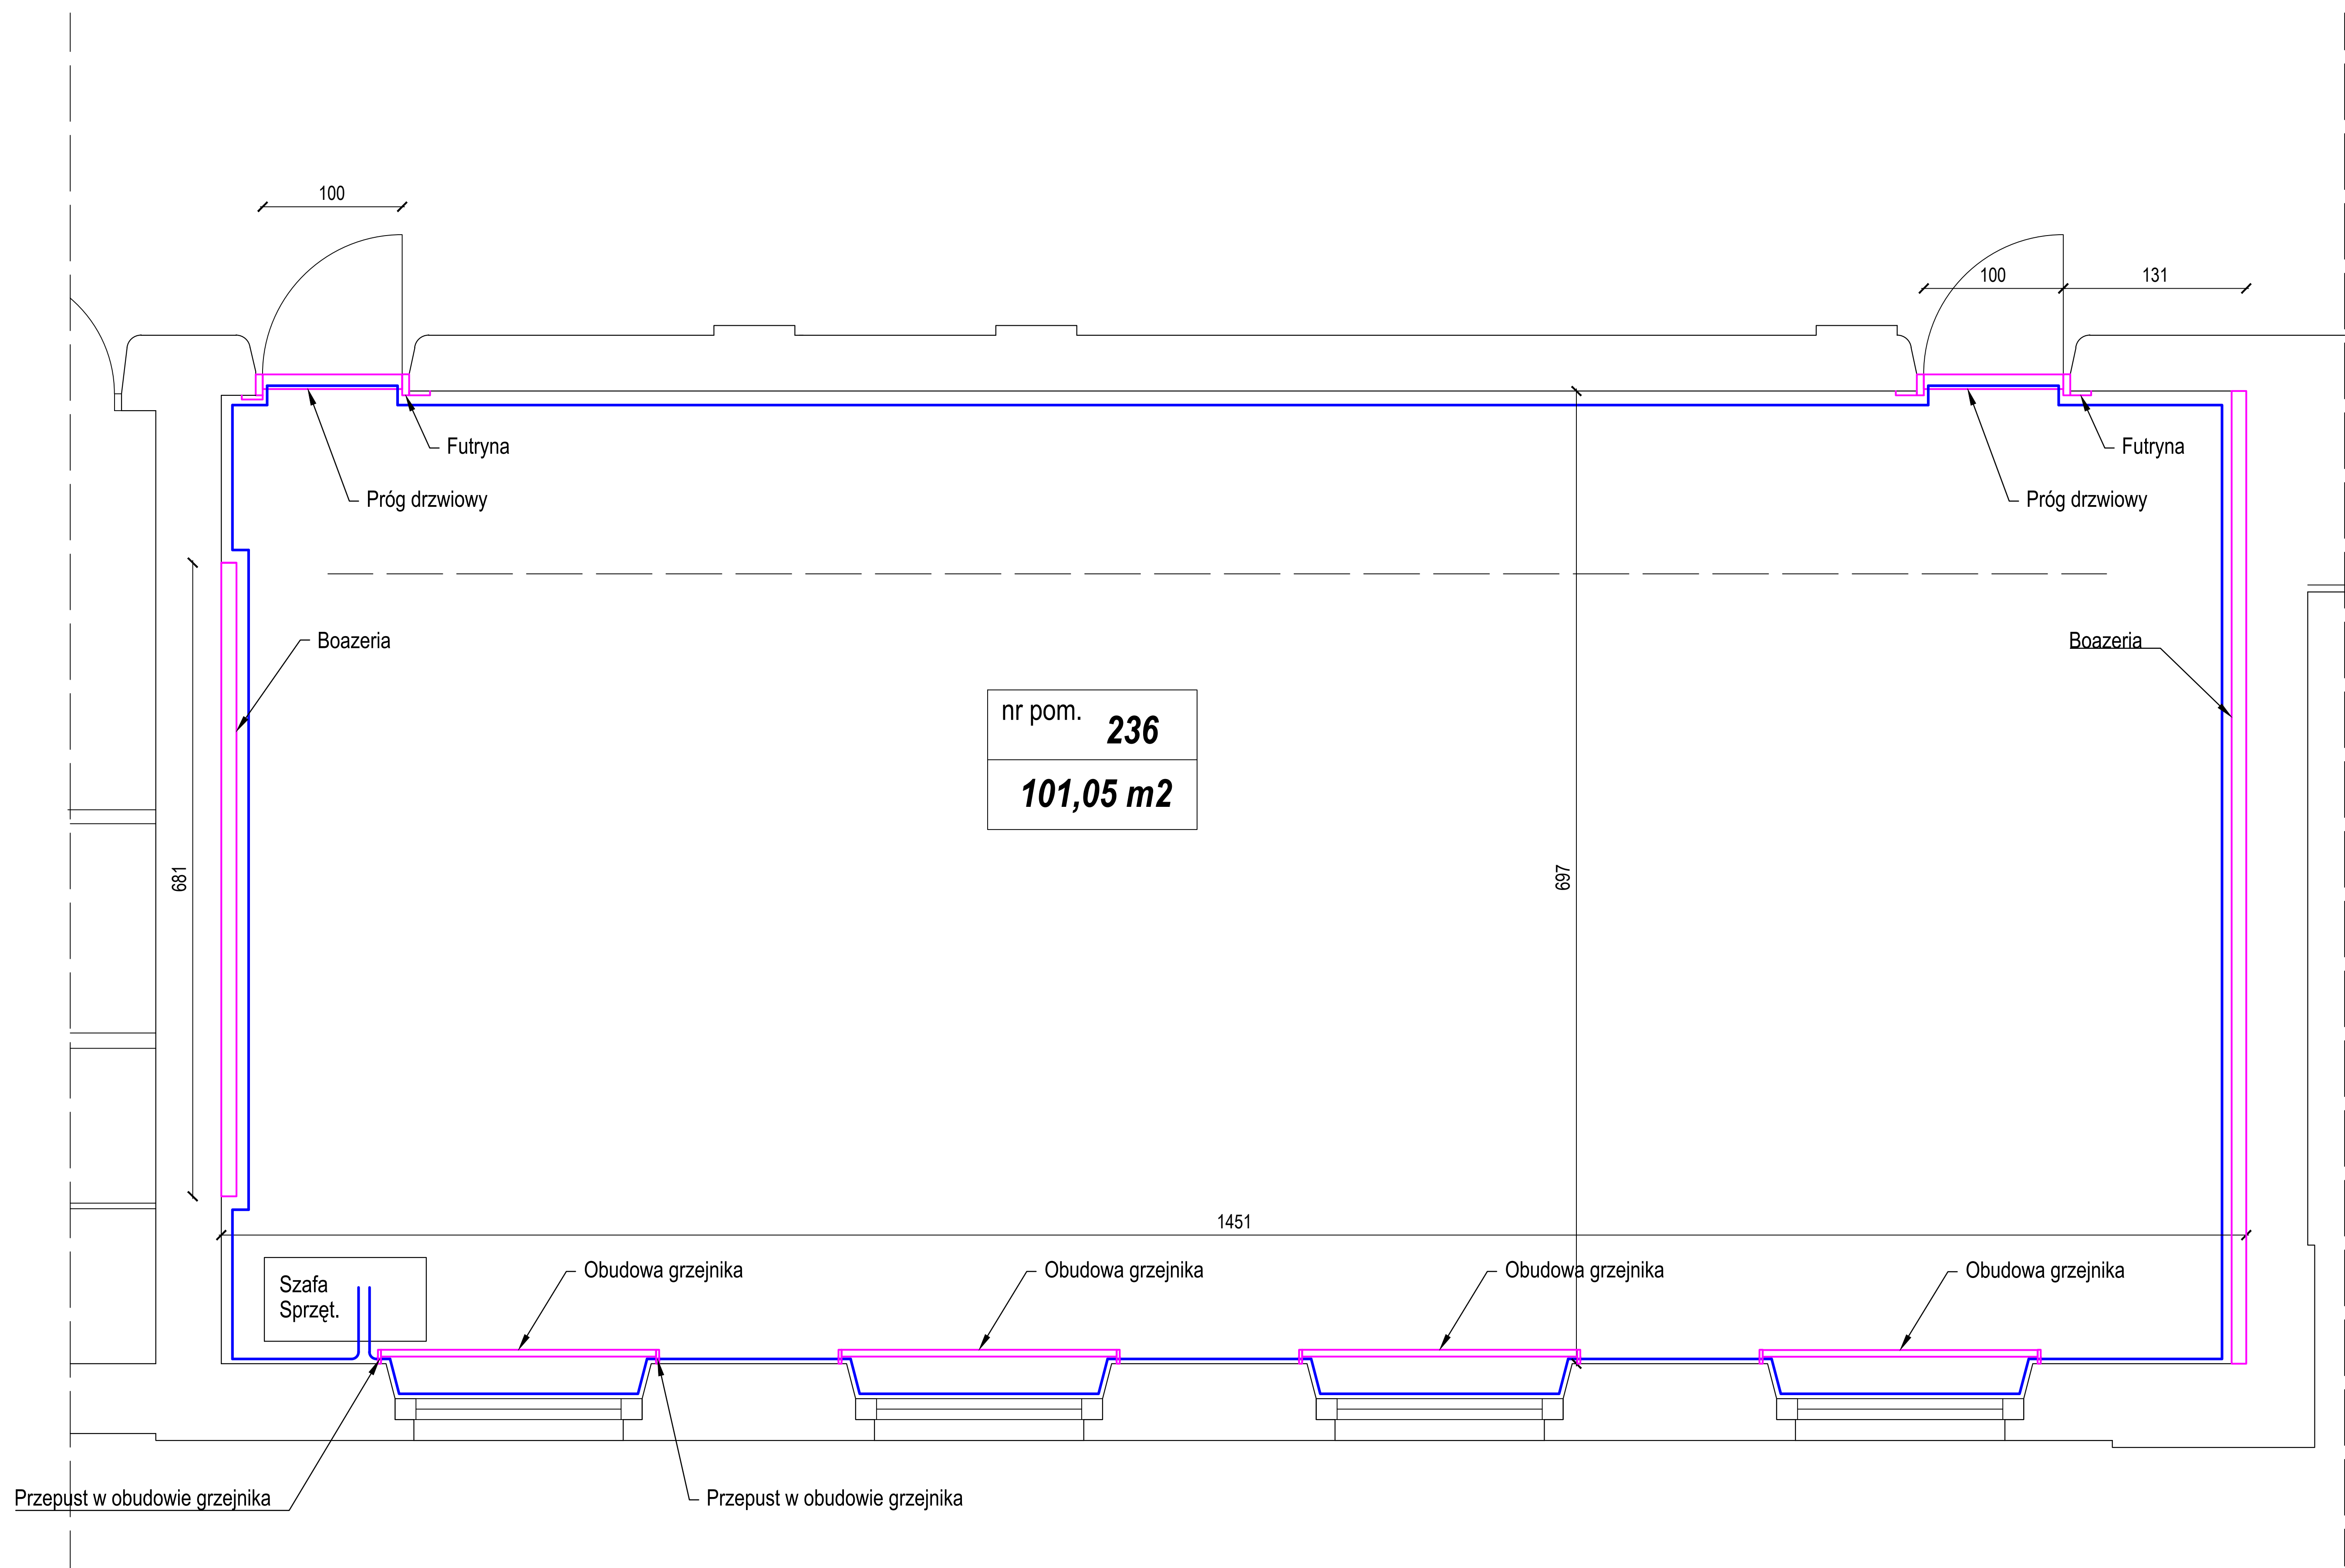 100
100
131
Futryna
Futryna
Próg drzwiowy
Próg drzwiowy
Boazeria
Boazeria
nr pom. 236
101,05 m2
681
697
1451
Szafa
Sprzęt.
Obudowa grzejnika
Obudowa grzejnika
Obudowa grzejnika
Obudowa grzejnika
Przepust w obudowie grzejnika
Przepust w obudowie grzejnika